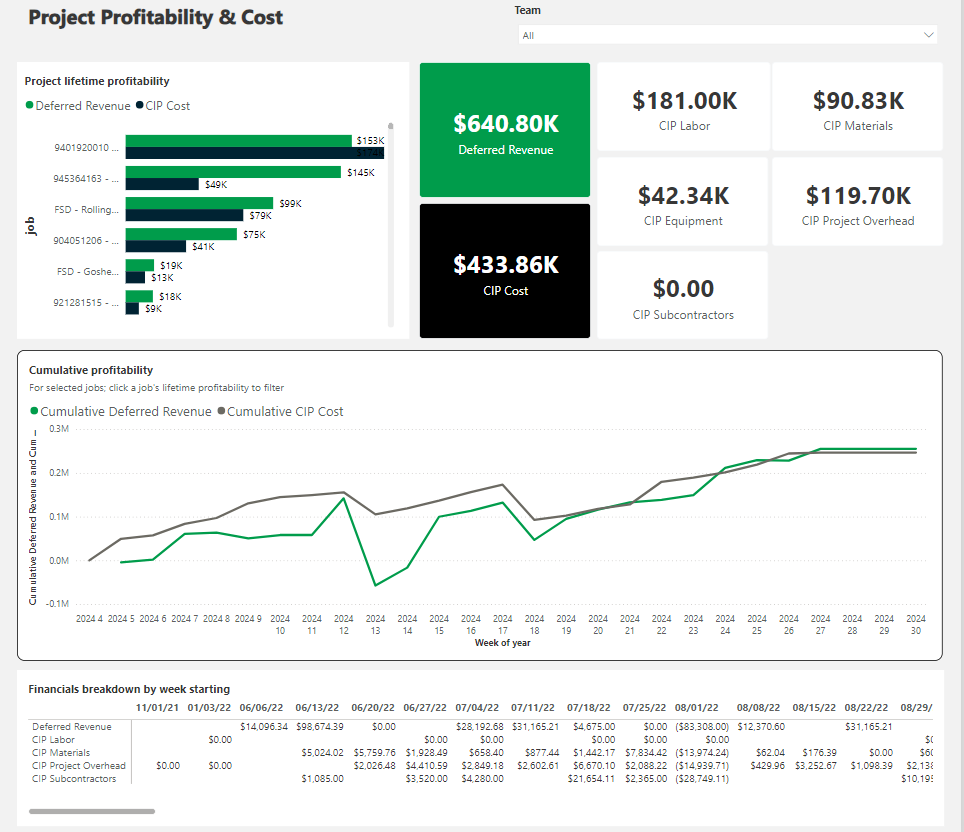 Project Profitability & Cost
Team
All
Project lifetime profitability
Deferred Revenue CIP Cost
job
9401920010 ... $153K
$174K
945364163 - ... $145K
$49K
FSD - Rolling... $99K
$79K
904051206 - ... $75K
$41K
FSD - Goshe... $19K
$13K
921281515 - ... $18K
$9K
$640.80K
Deferred Revenue
$433.86K
CIP Cost
$181.00K
CIP Labor
$90.83K
CIP Materials
$42.34K
CIP Equipment
$119.70K
CIP Project Overhead
$0.00
CIP Subcontractors
Cumulative profitability
For selected jobs; click a job's lifetime profitability to filter
Cumulative Deferred Revenue Cumulative CIP Cost
Cumulative Deferred Revenue and Cum ...
0.3M
0.2M
0.1M
0.0M
-0.1M
2024 4 2024 5 2024 6 2024 7 2024 8 2024 9 2024 2024 2024 2024 2024 2024 2024 2024 2024 2024 2024 2024 2024 2024 2024 2024 2024 2024 2024 2024 2024
10 11 12 13 14 15 16 17 18 19 20 21 22 23 24 25 26 27 28 29 30
Week of year
Financials breakdown by week starting
11/01/21 01/03/22 06/06/22 06/13/22 06/20/22 06/27/22 07/04/22 07/11/22 07/18/22 07/25/22 08/01/22 08/08/22 08/15/22 08/22/22 08/29/
Deferred Revenue $14,096.34 $98,674.39 $0.00 $28,192.68 $31,165.21 $4,675.00 $0.00 ($83,308.00) $12,370.60 $31,165.21
CIP Labor $0.00 $0.00 $0.00 $0.00 $0.00 $0.00
CIP Materials $5,024.02 $5,759.76 $1,928.49 $658.40 $877.44 $1,442.17 $7,834.42 ($13,974.24) $62.04 $176.39 $0.00
CIP Project Overhead $0.00 $0.00 $2,026.48 $4,410.59 $2,849.18 $2,602.61 $6,670.10 $2,088.22 ($14,939.71) $429.96 $3,252.67 $1,098.39
CIP Subcontractors $1,085.00 $3,520.00 $4,280.00 $21,654.11 $2,365.00 ($28,749.11)